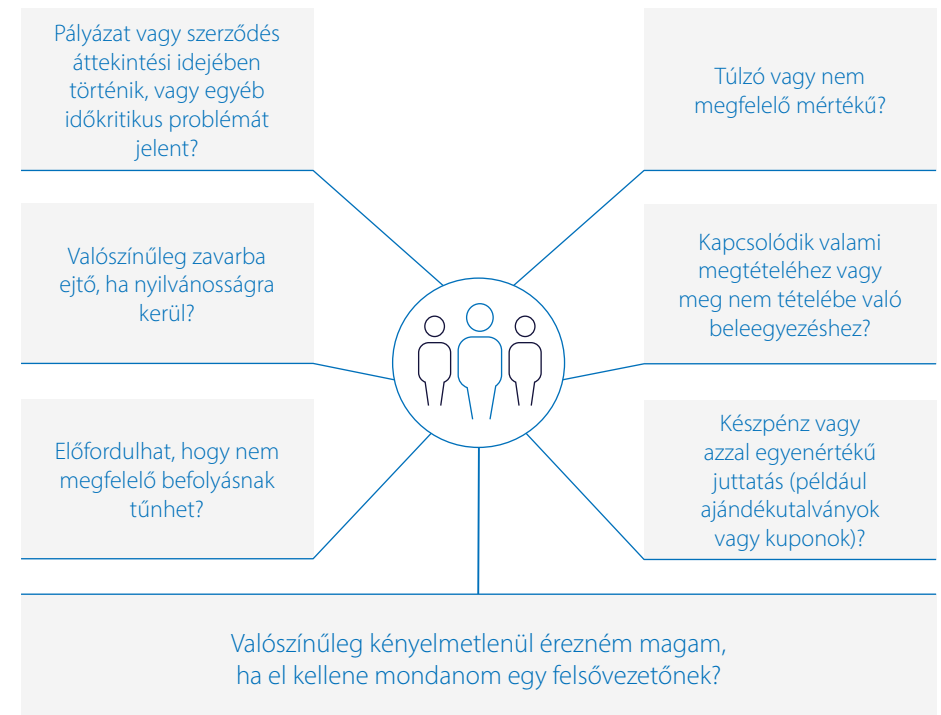 Pályázat vagy szerződés
áttekintési idejében
történik, vagy egyéb
időkritikus problémát
jelent?
Valószínűleg zavarba
ejtő, ha nyilvánosságra
kerül?
Előfordulhat, hogy nem
megfelelő befolyásnak
tűnhet?
Túlzó vagy nem
megfelelő mértékű?
Kapcsolódik valami
megtételéhez vagy
meg nem tételébe való
beleegyezéshez?
Készpénz vagy
azzal egyenértékű
juttatás (például
ajándékutalványok
vagy kuponok)?
Valószínűleg kényelmetlenül érezném magam,
ha el kellene mondanom egy felsővezetőnek?